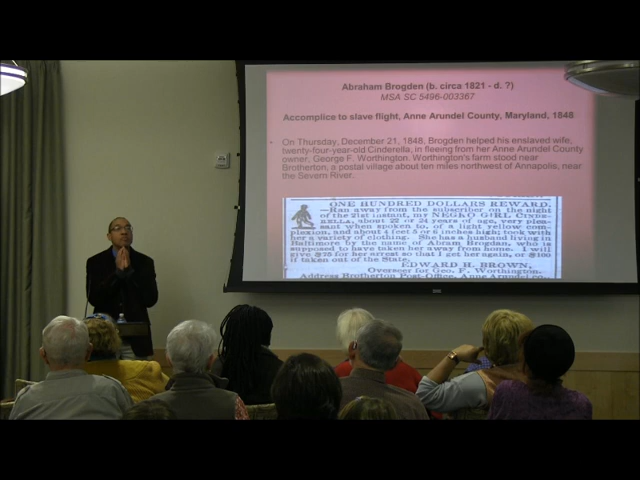 Abraham Brogden (b. circa 1821 - d. ?)
MSA SC 5496-003367
Accomplice to slave flight, Anne Arundel County, Maryland, 1848
On Thursday, December 21, 1848, Brogden helped his enslaved wife,
twenty-four-year-old Cinderella, in fleeing from her Anne Arundel County
owner, George F. Worthington. Worthington's farm stood near
Brotherton, a postal village about ten miles northwest of Annapolis, near
the Severn River.
ONE HUNDRED DOLLARS REWARD.
—Ran away from the subscriber on the night
of the 21st instant, my NEGRO GIRL, CINDE-
RELLA, about 22 or 24 years of age, very plea-
sant when spoken to, of a light yellow com-
plexion, and about 4 feet 5 or 6 inches high; took with
her a variety of clothing. She has a husband living in
Baltimore by the name of Abram Brogdan, who is
supposed to have taken her away from home. I will
give $75 for her arrest so that I get her again, or $100
if taken out of the State.
EDWARD H. BROWN,
Overseer for Geo. F. Worthington.
Address Brotherton Post-Office, Anne Arundel co.